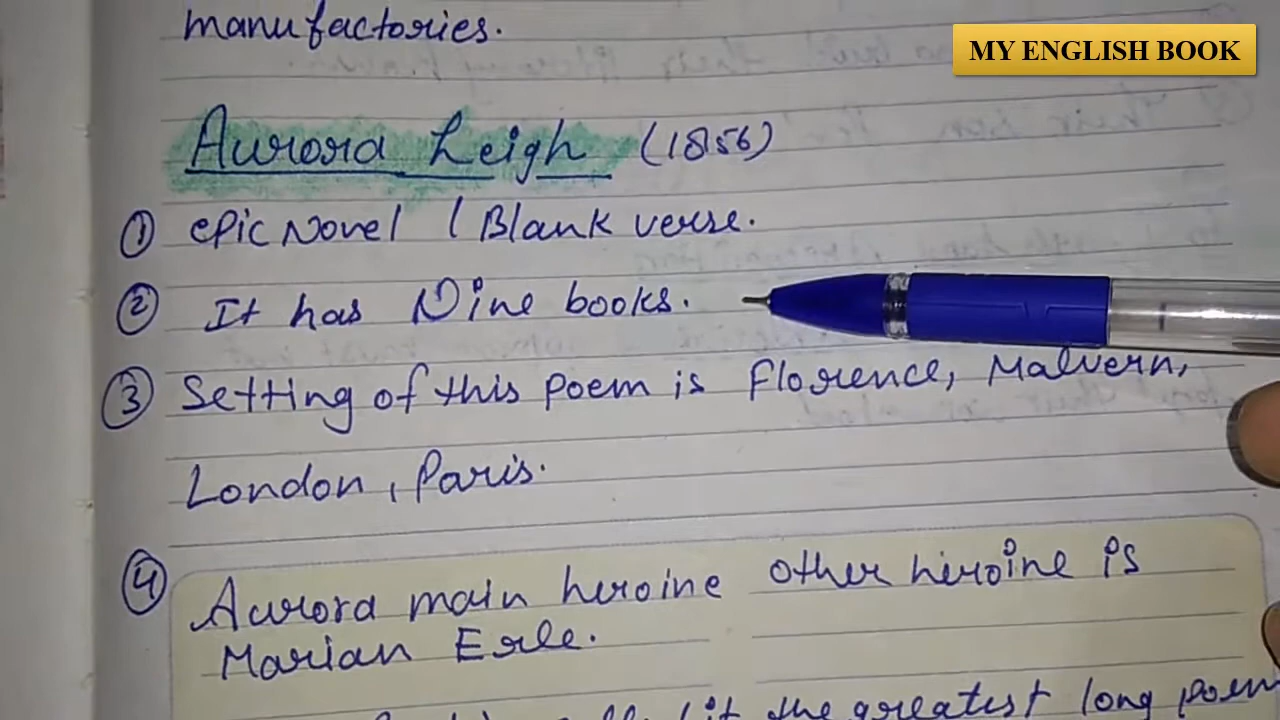 manufactories.
MY ENGLISH BOOK
Aurora Leigh (1856)
① epic Novel / Blank verse.
② It has Nine books.
③ Setting of this poem is Florence, Malvern,
London, Paris.
④ Aurora main heroine other heroine is
Marian Erle.
it the greatest long poem